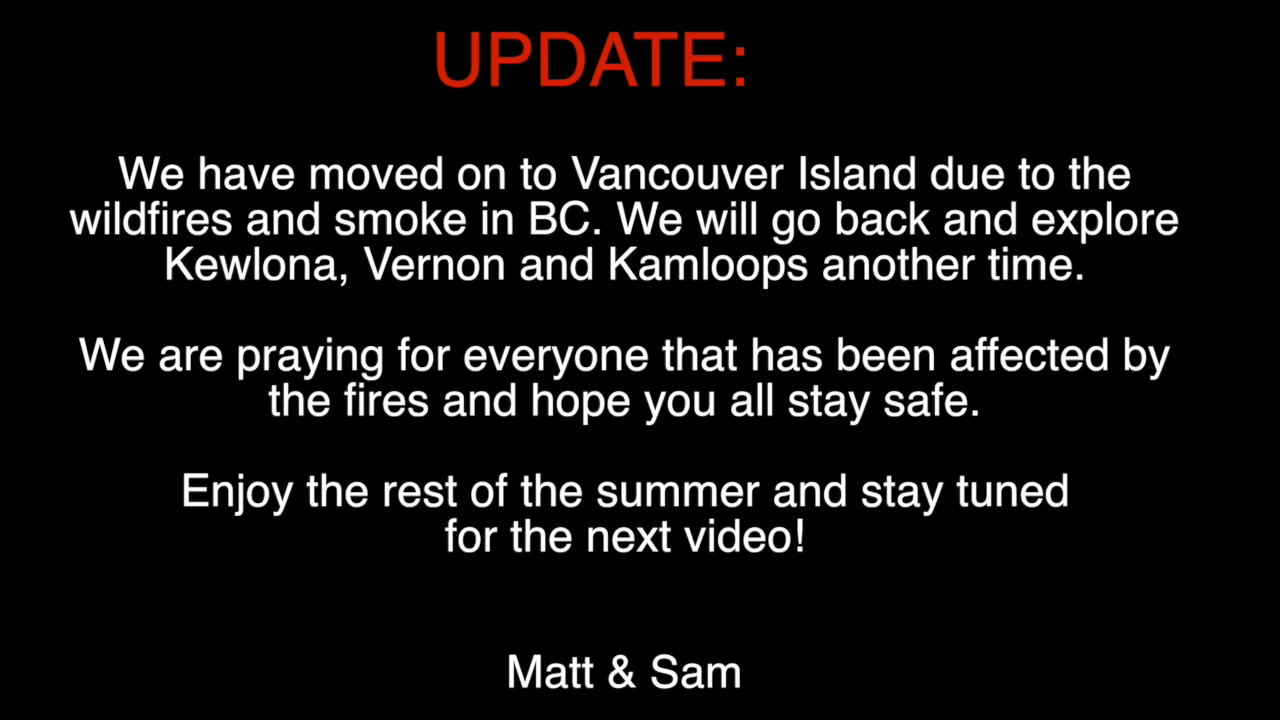 UPDATE:
We have moved on to Vancouver Island due to the
wildfires and smoke in BC. We will go back and explore
Kewlona, Vernon and Kamloops another time.
We are praying for everyone that has been affected by
the fires and hope you all stay safe.
Enjoy the rest of the summer and stay tuned
for the next video!
Matt & Sam